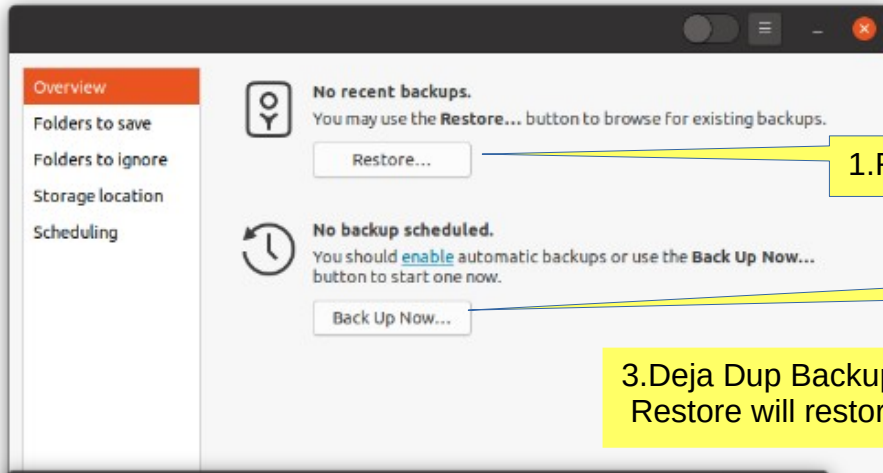 Overview
Folders to save
Folders to ignore
Storage location
Scheduling
No recent backups.
You may use the Restore... button to browse for existing backups.
Restore...
1.
No backup scheduled.
You should enable automatic backups or use the Back Up Now...
button to start one now.
Back Up Now...
3.Deja Dup Backup
Restore will restor